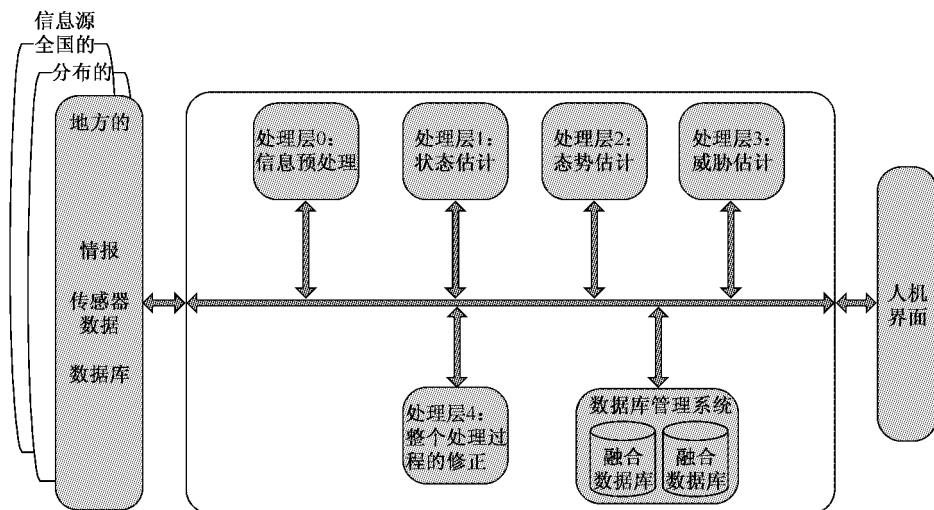 信息源
全国的
分布的
地方的
情报
传感器
数据
数据库
处理层0：
信息预处理
处理层1：
状态估计
处理层2：
态势估计
处理层3：
威胁估计
人机
界面
处理层4：
整个处理过
程的修正
数据库管理系统
融合
数据库
融合
数据库